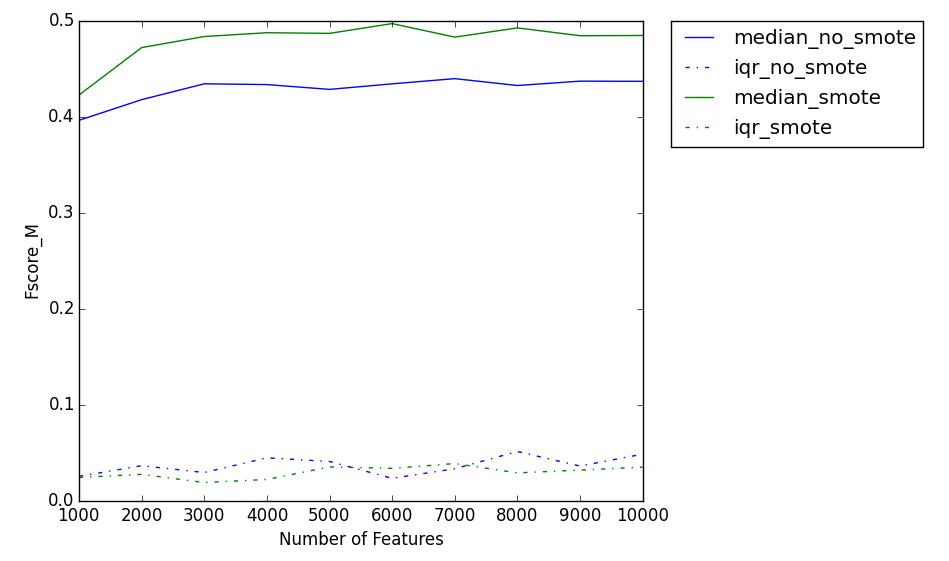 0.5
0.4
0.3
0.2
0.1
0.0
Fscore_M
1000 2000 3000 4000 5000 6000 7000 8000 9000 10000
Number of Features
median_no_smote
iqr_no_smote
median_smote
iqr_smote